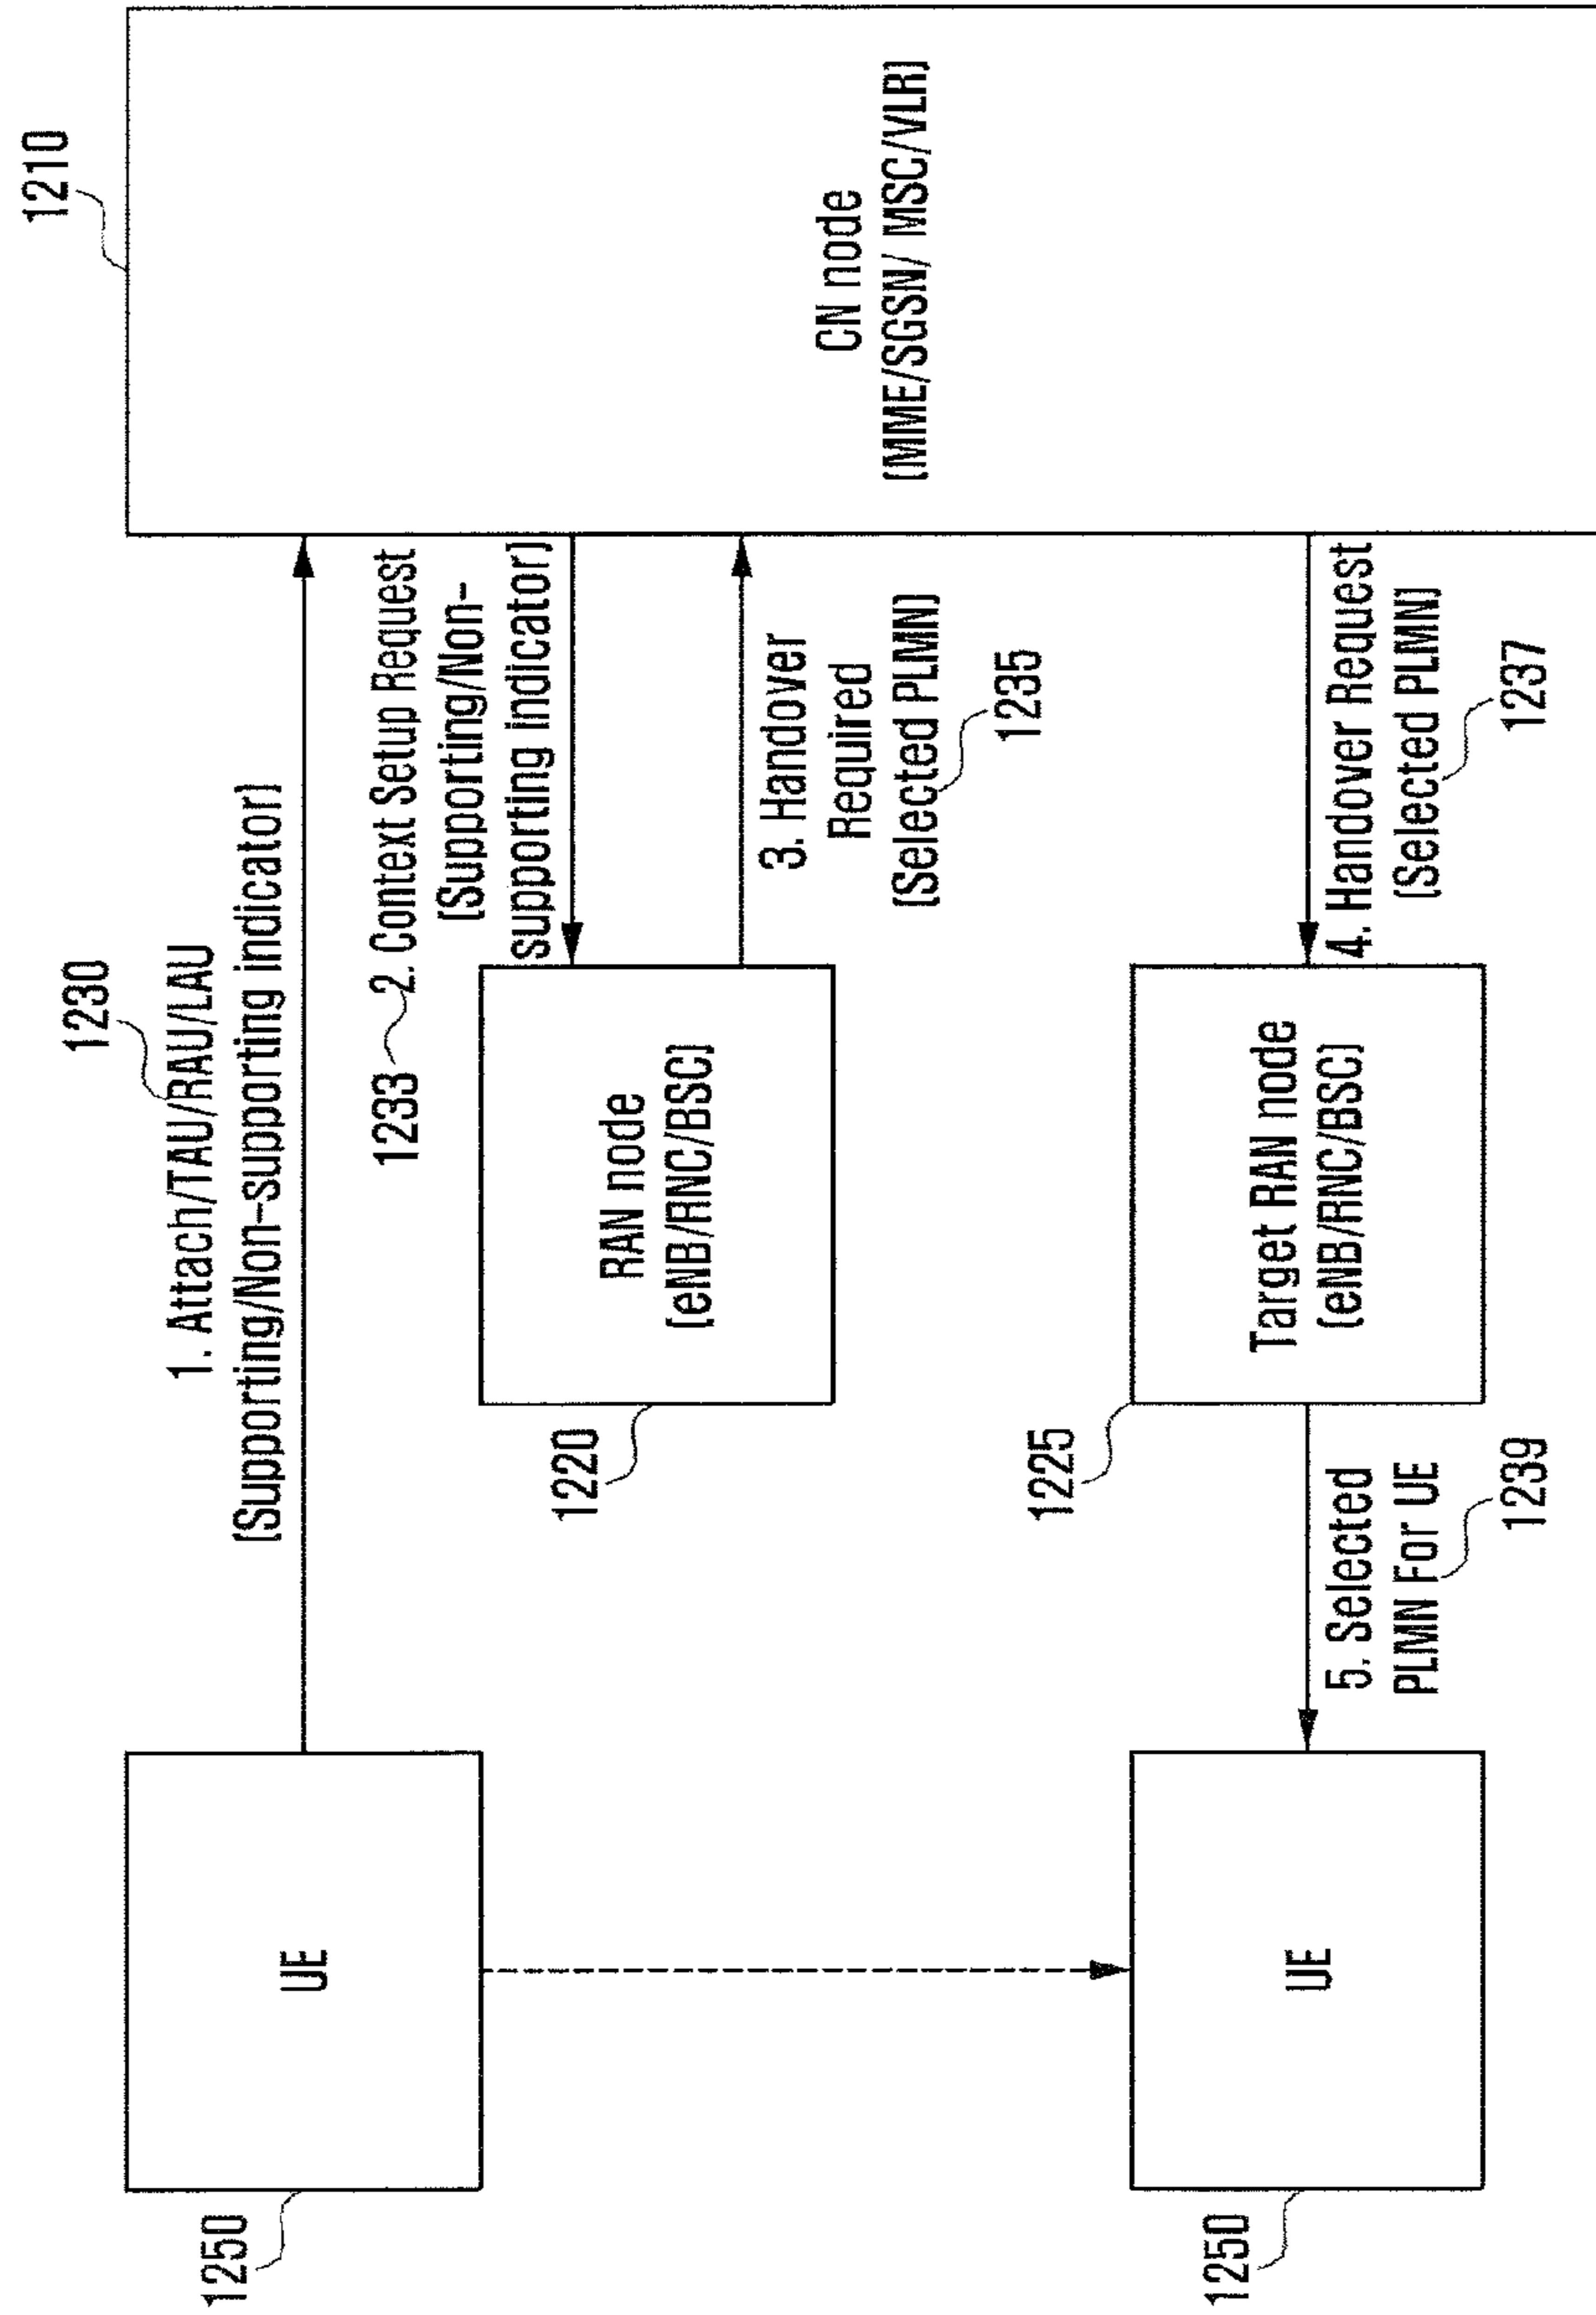 1210
CN node
(MME/SGSN/ MSC/VLR)
1230
1. Attach/TAU/RAU/LAU
(Supporting/Non-supporting indicator)
1233
2. Context Setup Request
(Supporting/Non-
supporting indicator)
3. Handover
Required
(Selected PLMN)
1235
4. Handover Request
(Selected PLMN)
1237
RAN node
(eNB/RNC/BSC)
1220
Target RAN node
(eNB/RNC/BSC)
1225
5. Selected
PLMN For UE
1239
UE
1250
UE
1250